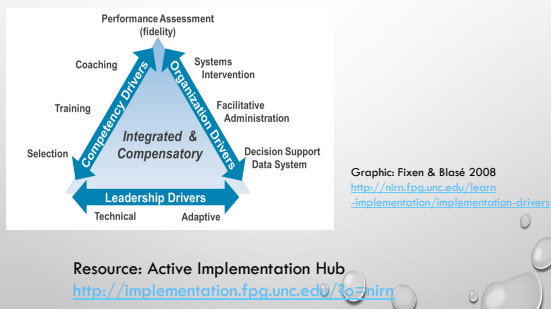 Performance Assessment
(fidelity)
Coaching
Systems
Intervention
Competency Drivers
Organization Drivers
Training
Facilitative
Administration
Integrated &
Compensatory
Selection
Decision Support
Data System
Leadership Drivers
Technical
Adaptive
Graphic: Fixen & Blasé 2008
http://nirn.fpg.unc.edu/learn
-implementation/implementation-drivers
Resource: Active Implementation Hub
http://implementation.fpg.unc.edu/?o=nirn